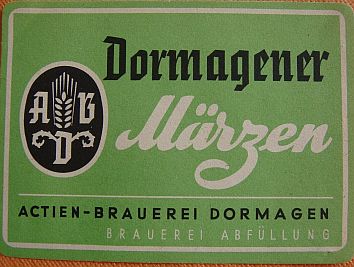 Dormagener
A B
D
Märzen
ACTIEN-BRAUEREI DORMAGEN
BRAUEREI ABFÜLLUNG